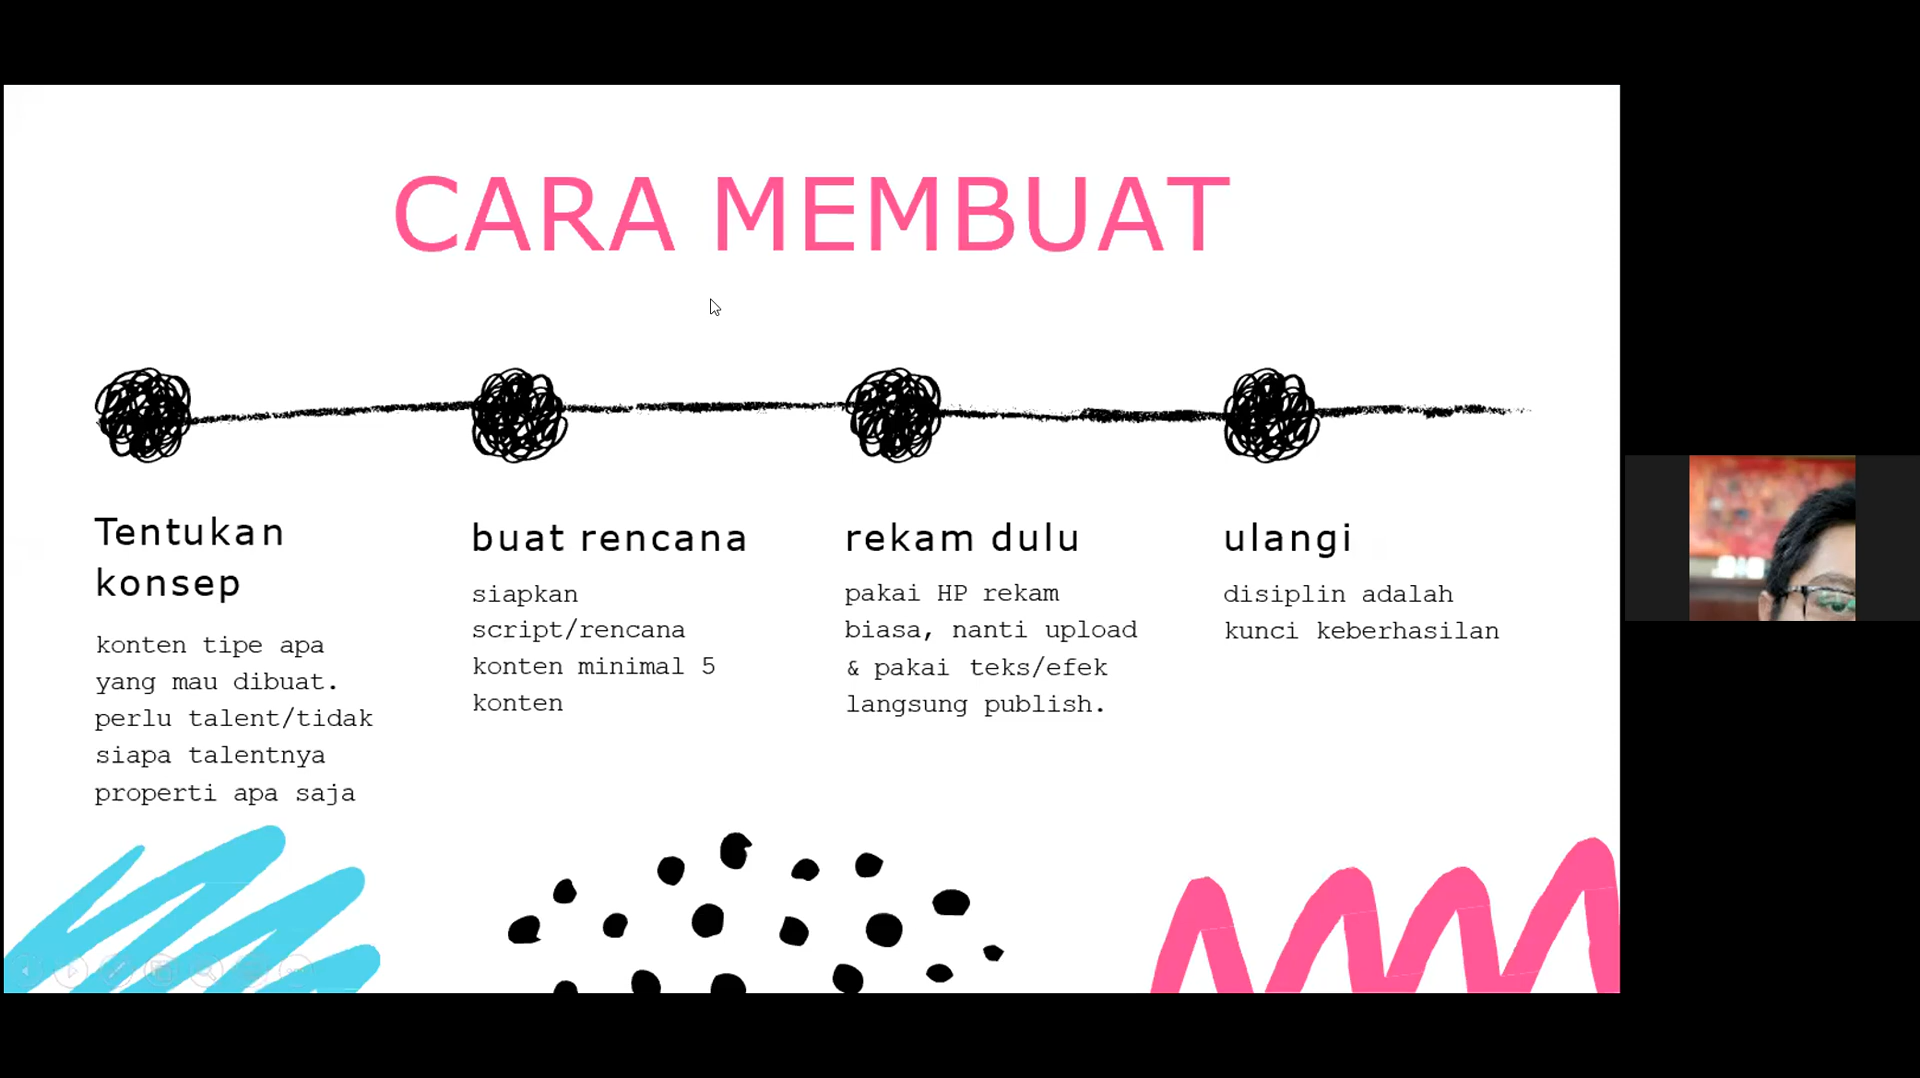 CARA MEMBUAT
Tentukan
konsep
konten tipe apa
yang mau dibuat.
perlu talent/tidak
siapa talentnya
properti apa saja
buat rencana
siapkan
script/rencana
konten minimal 5
konten
rekam dulu
pakai HP rekam
biasa, nanti upload
& pakai teks/efek
langsung publish.
ulangi
disiplin adalah
kunci keberhasilan